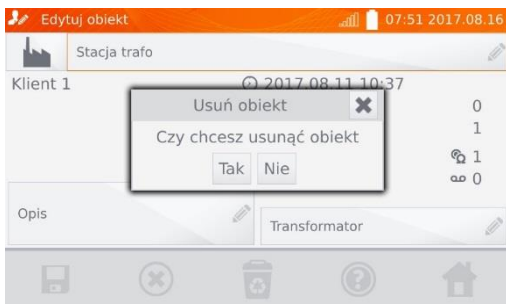 Edytuj obiekt 07:51 2017.08.16
Stacja trafo
Klient 1 2017.08.11 10:37
Usuń obiekt
0
Czy chcesz usunąć obiekt
1
Tak Nie
1
0
Opis
Transformator